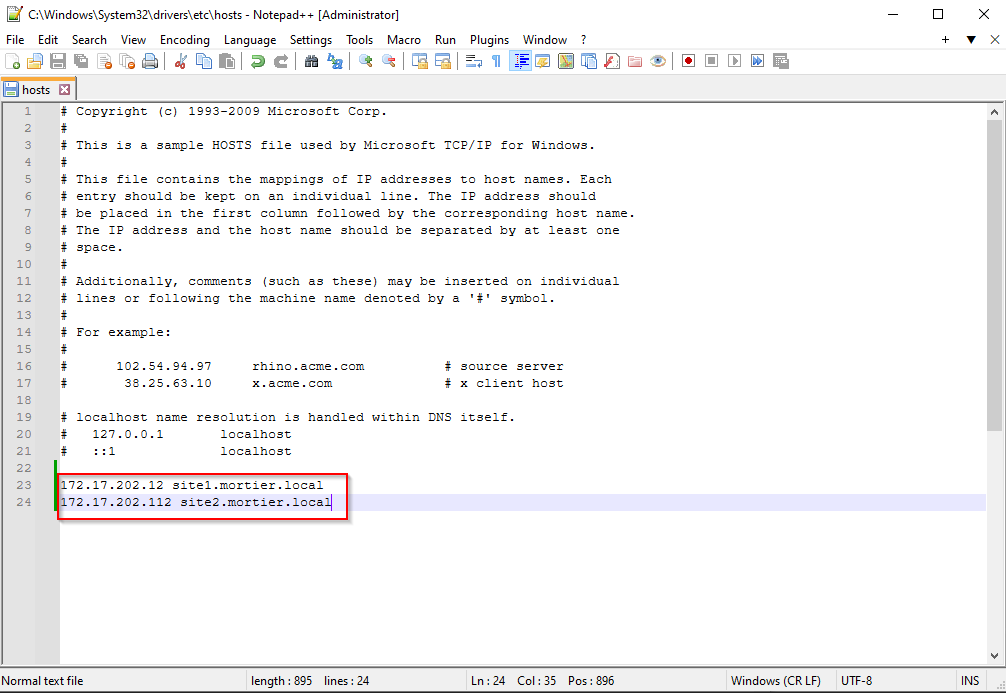 C:\Windows\System32\drivers\etc\hosts - Notepad++ [Administrator]
File Edit Search View Encoding Language Settings Tools Macro Run Plugins Window ?
hosts
1 # Copyright (c) 1993-2009 Microsoft Corp.
2 #
3 # This is a sample HOSTS file used by Microsoft TCP/IP for Windows.
4 #
5 # This file contains the mappings of IP addresses to host names. Each
6 # entry should be kept on an individual line. The IP address should
7 # be placed in the first column followed by the corresponding host name.
8 # The IP address and the host name should be separated by at least one
9 # space.
10 #
11 # Additionally, comments (such as these) may be inserted on individual
12 # lines or following the machine name denoted by a '#' symbol.
13 #
14 # For example:
15 #
16 #      102.54.94.97     rhino.acme.com          # source server
17 #       38.25.63.10     x.acme.com              # x client host
18
19 # localhost name resolution is handled within DNS itself.
20 #   127.0.0.1       localhost
21 #   ::1             localhost
22
23 172.17.202.12 site1.mortier.local
24 172.17.202.112 site2.mortier.local
Normal text file length : 895 lines : 24 Ln : 24 Col : 35 Pos : 896 Windows (CR LF) UTF-8 INS